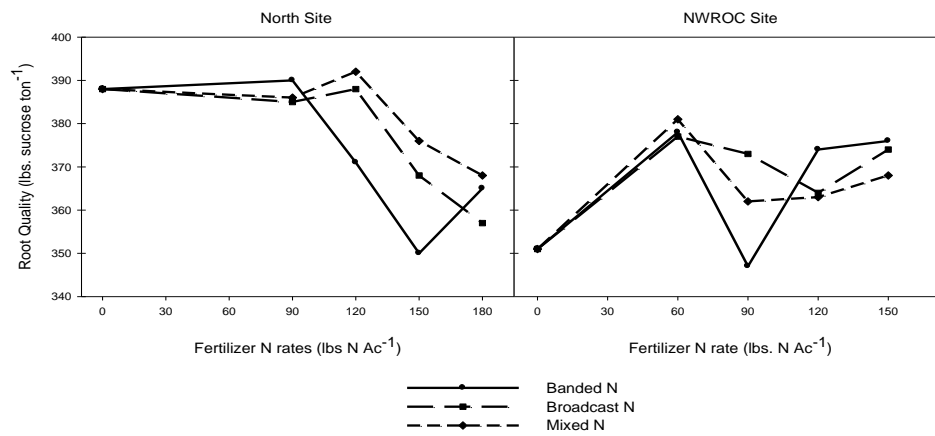 North Site
NWROC Site
Root Quality (lbs. sucrose ton⁻¹)
400
390
380
370
360
350
340
0 30 60 90 120 150 180
0 30 60 90 120 150
Fertilizer N rates (lbs N Ac⁻¹)
Fertilizer N rate (lbs. N Ac⁻¹)
Banded N
Broadcast N
Mixed N